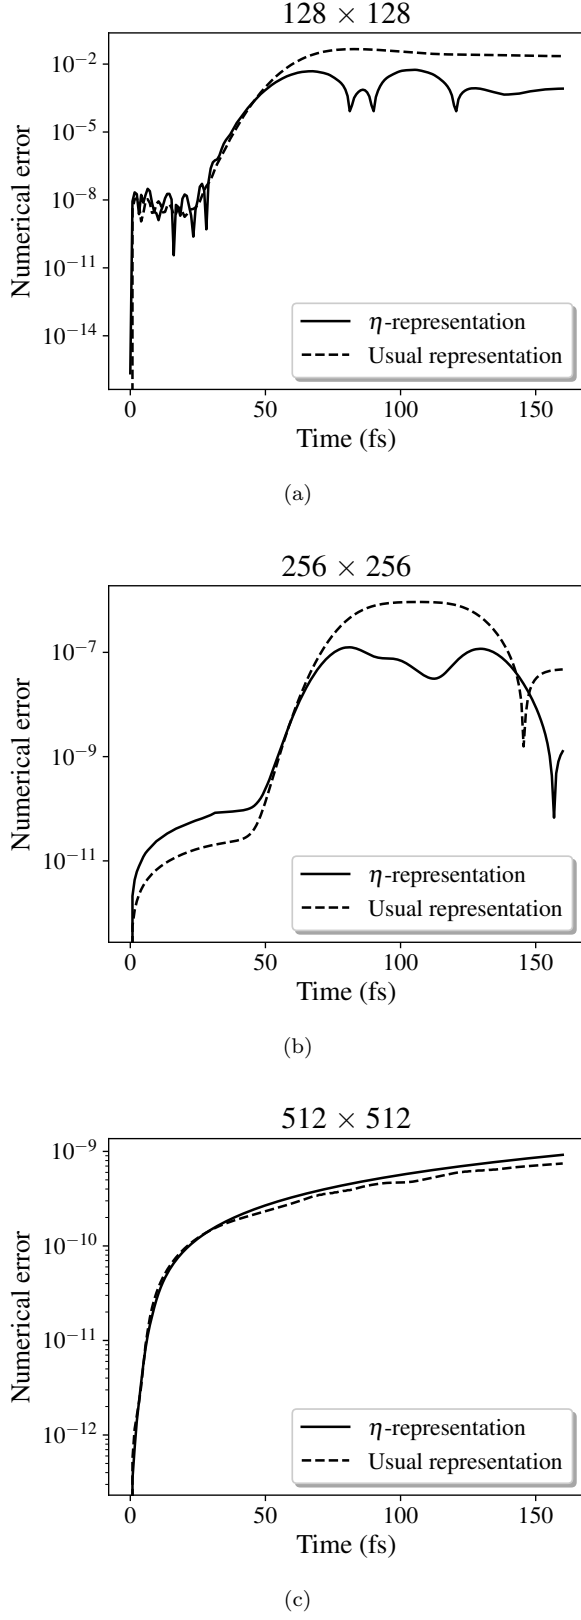 128 × 128
Numerical error
10⁻²
10⁻⁵
10⁻⁸
10⁻¹¹
10⁻¹⁴
η-representation
Usual representation
0 50 100 150
Time (fs)
(a)
256 × 256
Numerical error
10⁻⁷
10⁻⁹
10⁻¹¹
η-representation
Usual representation
0 50 100 150
Time (fs)
(b)
512 × 512
Numerical error
10⁻⁹
10⁻¹⁰
10⁻¹¹
10⁻¹²
η-representation
Usual representation
0 50 100 150
Time (fs)
(c)